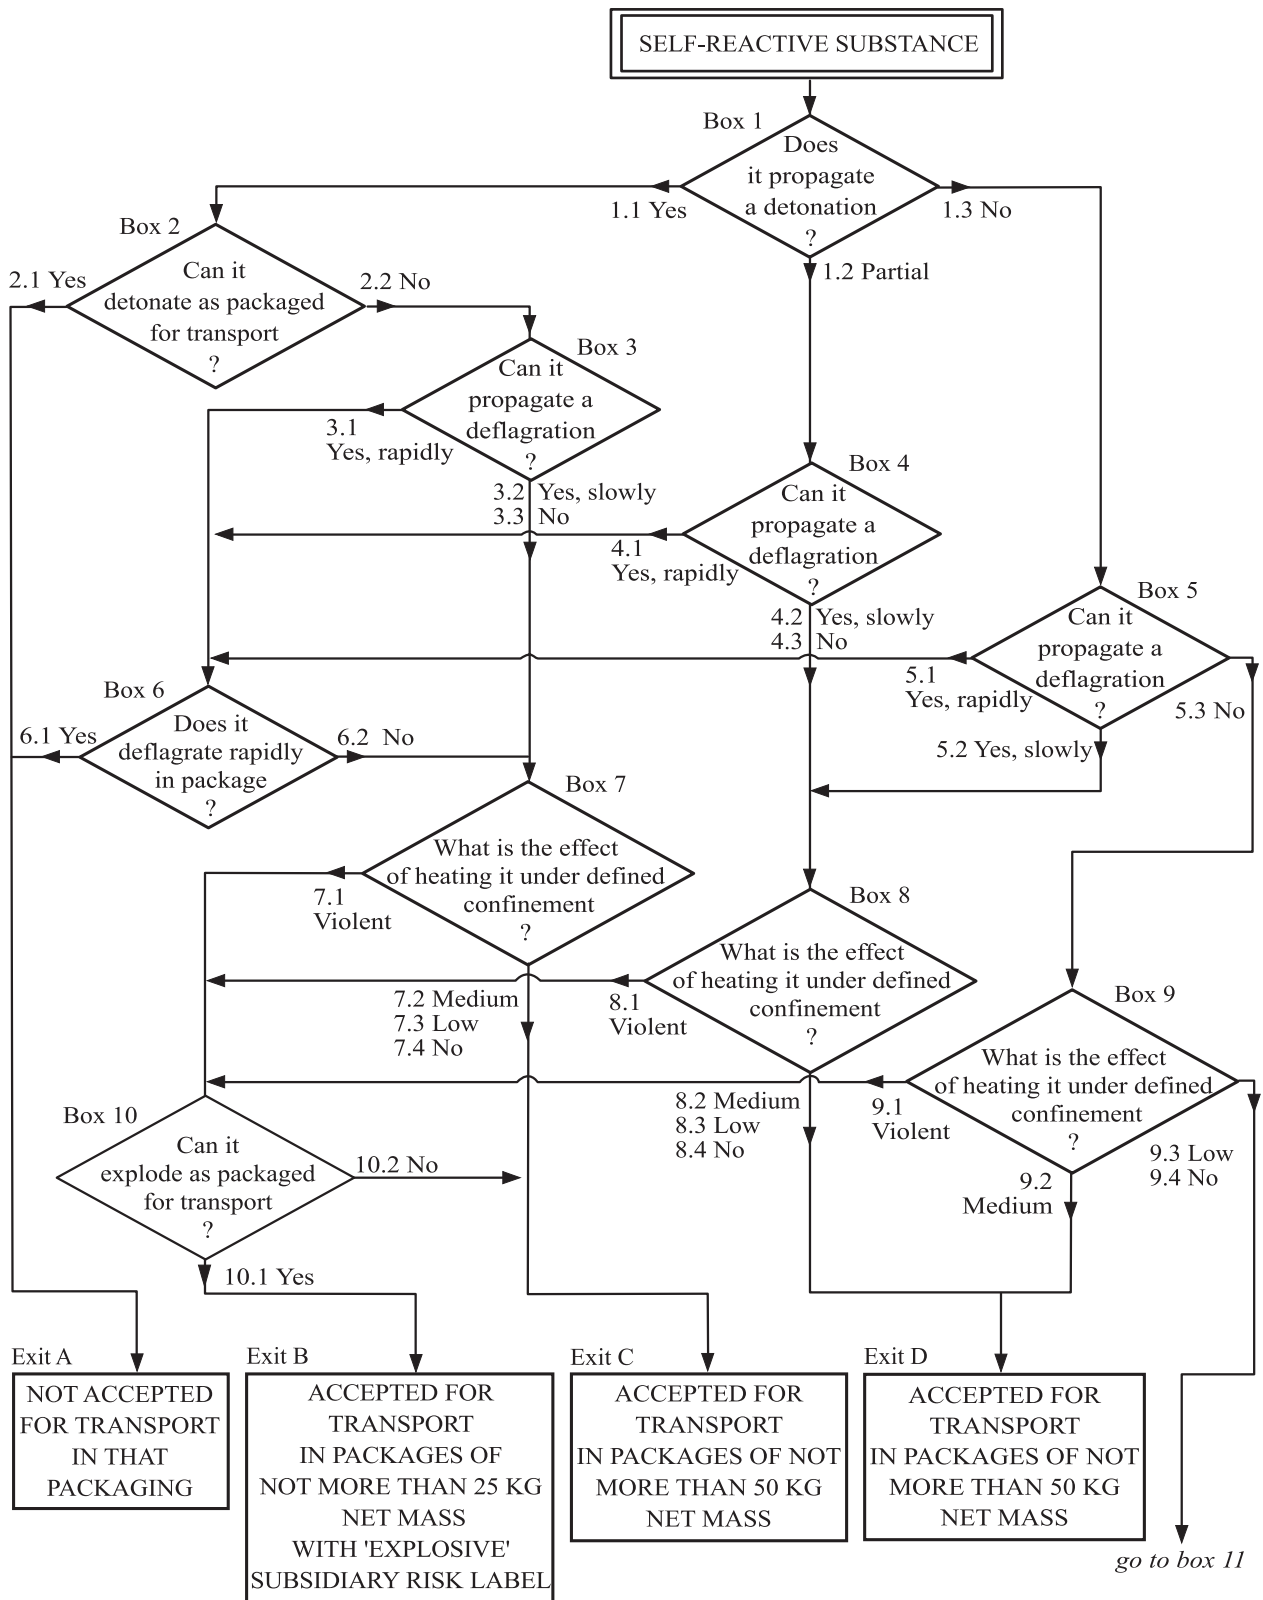 SELF-REACTIVE SUBSTANCE
Box 1
Does
it propagate
a detonation
?
1.1 Yes
1.3 No
1.2 Partial
Box 2
Can it
detonate as packaged
for transport
?
2.1 Yes
2.2 No
Box 3
Can it
propagate a
deflagration
?
3.1
Yes, rapidly
3.2 Yes, slowly
3.3 No
Box 4
Can it
propagate a
deflagration
?
4.1
Yes, rapidly
4.2 Yes, slowly
4.3 No
Box 5
Can it
propagate a
deflagration
?
5.1
Yes, rapidly
5.3 No
5.2 Yes, slowly
Box 6
Does it
deflagrate rapidly
in package
?
6.1 Yes
6.2 No
Box 7
What is the effect
of heating it under defined
confinement
?
7.1
Violent
7.2 Medium
7.3 Low
7.4 No
Box 8
What is the effect
of heating it under defined
confinement
?
8.1
Violent
8.2 Medium
8.3 Low
8.4 No
Box 9
What is the effect
of heating it under defined
confinement
?
9.1
Violent
9.2
Medium
9.3 Low
9.4 No
Box 10
Can it
explode as packaged
for transport
?
10.2 No
10.1 Yes
Exit A
NOT ACCEPTED
FOR TRANSPORT
IN THAT
PACKAGING
Exit B
ACCEPTED FOR
TRANSPORT
IN PACKAGES OF
NOT MORE THAN 25 KG
NET MASS
WITH 'EXPLOSIVE'
SUBSIDIARY RISK LABEL
Exit C
ACCEPTED FOR
TRANSPORT
IN PACKAGES OF NOT
MORE THAN 50 KG
NET MASS
Exit D
ACCEPTED FOR
TRANSPORT
IN PACKAGES OF NOT
MORE THAN 50 KG
NET MASS
go to box 11